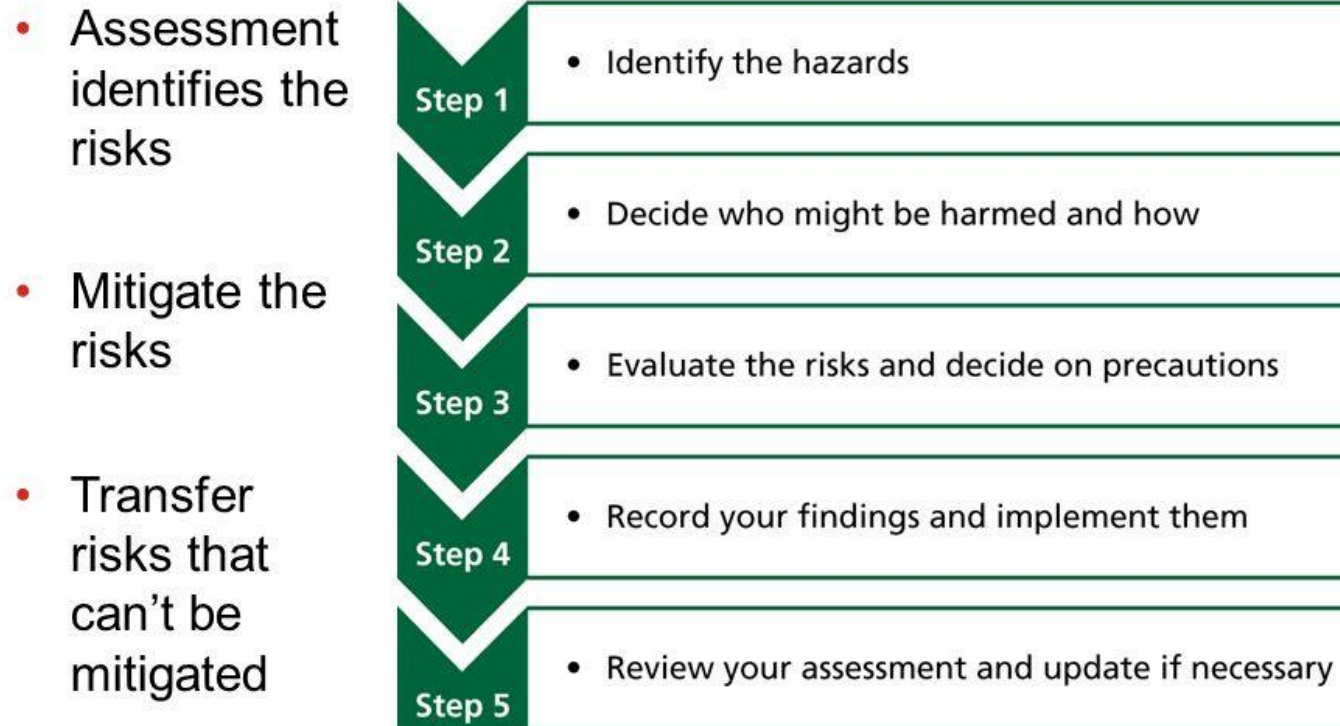 • Assessment
identifies the
risks
• Mitigate the
risks
• Transfer
risks that
can't be
mitigated
Step 1
• Identify the hazards
Step 2
• Decide who might be harmed and how
Step 3
• Evaluate the risks and decide on precautions
Step 4
• Record your findings and implement them
Step 5
• Review your assessment and update if necessary